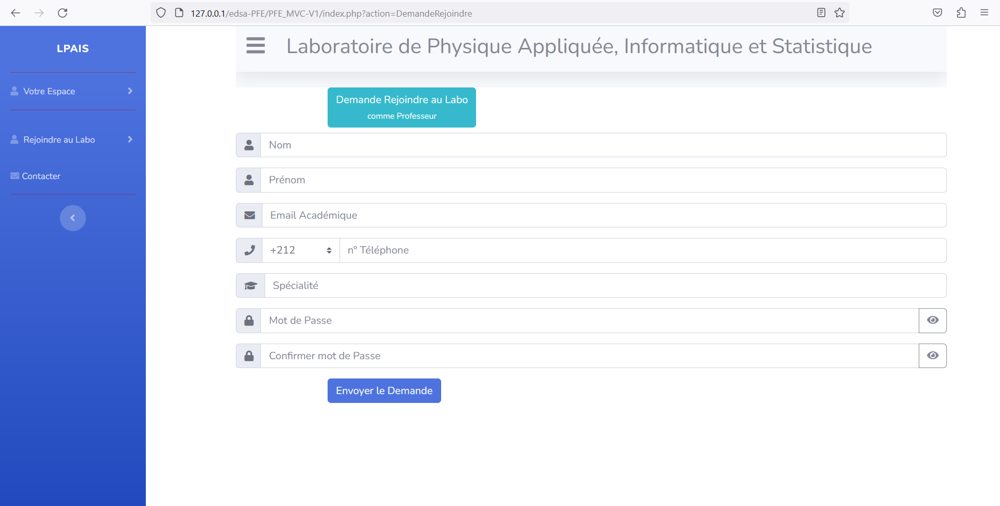 127.0.0.1/edsa-PFE/PFE_MVC-V1/index.php?action=DemandeRejoindre
LPAIS
Votre Espace
Rejoindre au Labo
Contacter
Laboratoire de Physique Appliquée, Informatique et Statistique
Demande Rejoindre au Labo
comme Professeur
Nom
Prénom
Email Académique
+212 n° Téléphone
Spécialité
Mot de Passe
Confirmer mot de Passe
Envoyer le Demande